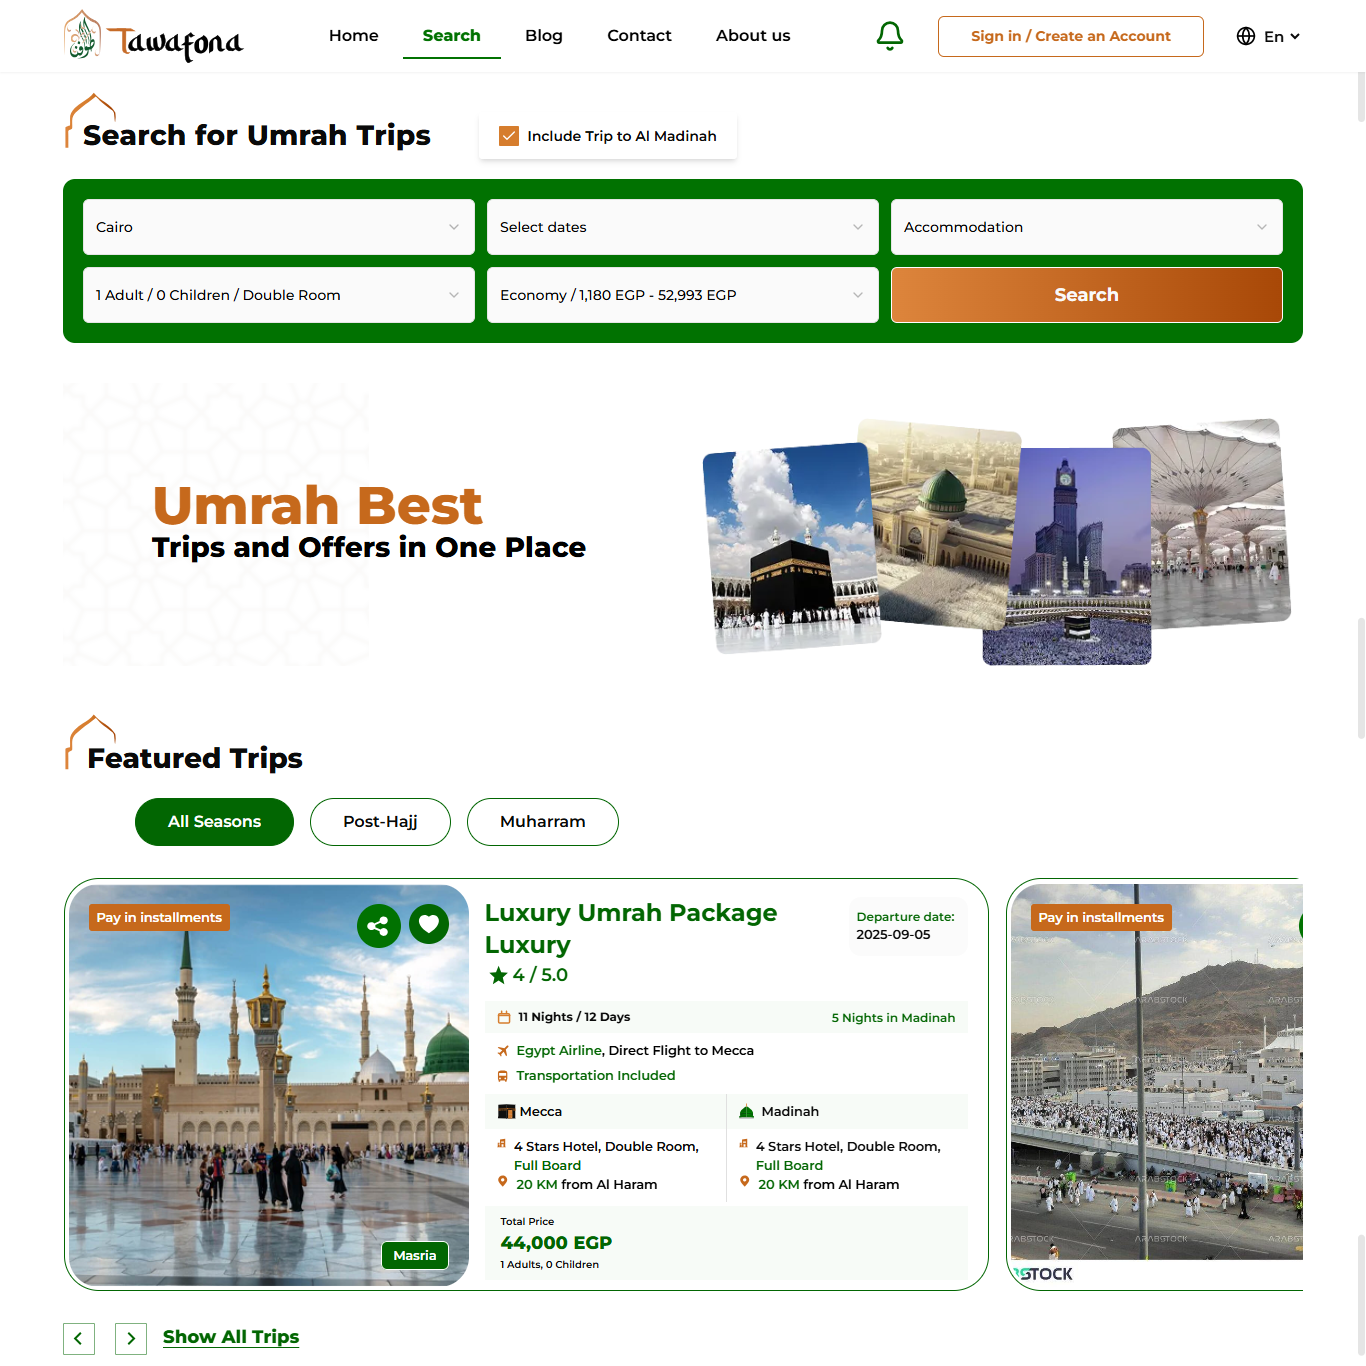 Tawafona
Home
Search
Blog
Contact
About us
Sign in / Create an Account
En
Search for Umrah Trips
Include Trip to Al Madinah
Cairo
Select dates
Accommodation
1 Adult / 0 Children / Double Room
Economy / 1,180 EGP - 52,993 EGP
Search
Umrah Best
Trips and Offers in One Place
Featured Trips
All Seasons
Post-Hajj
Muharram
Pay in installments
Masria
Luxury Umrah Package
Luxury
4 / 5.0
Departure date:
2025-09-05
11 Nights / 12 Days
5 Nights in Madinah
Egypt Airline, Direct Flight to Mecca
Transportation Included
Mecca
4 Stars Hotel, Double Room,
Full Board
20 KM from Al Haram
Madinah
4 Stars Hotel, Double Room,
Full Board
20 KM from Al Haram
Total Price
44,000 EGP
1 Adults, 0 Children
Pay in installments
ARABSTOCK
Show All Trips